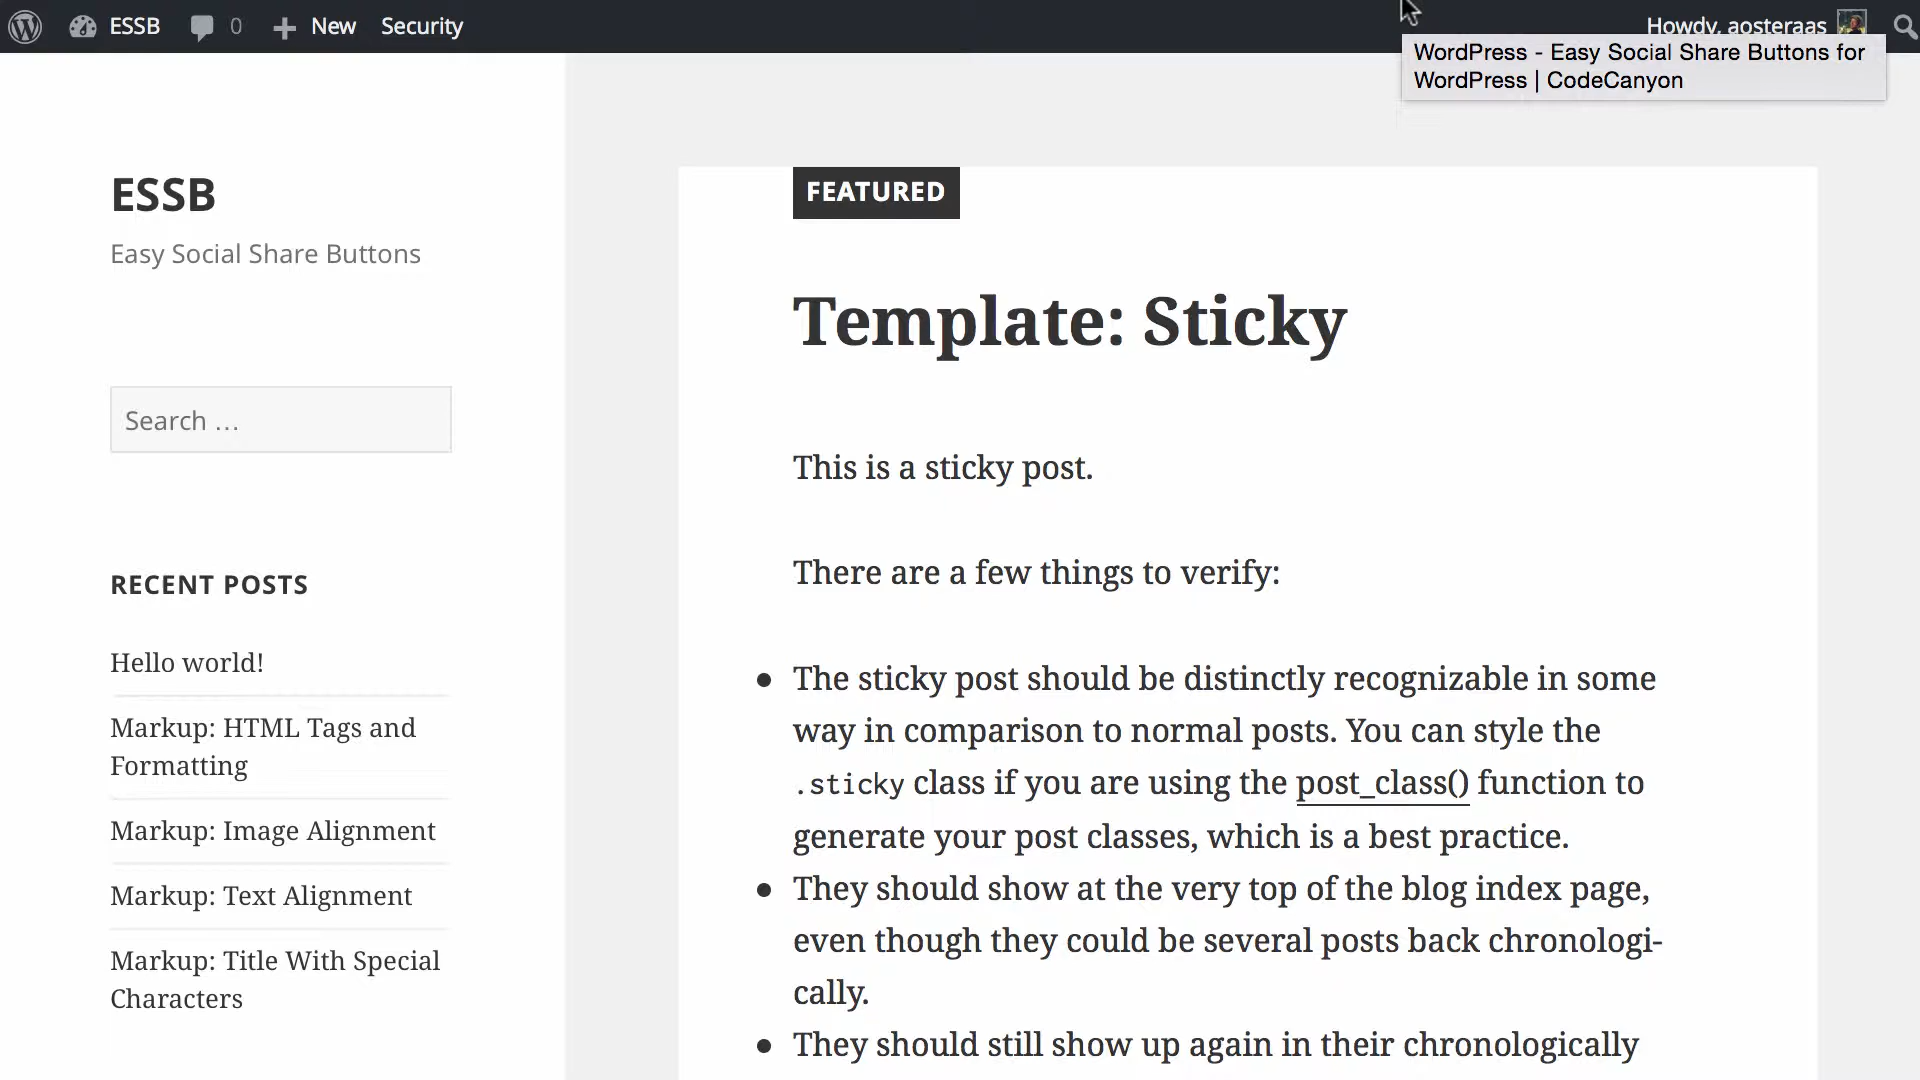 ESSB 0 New Security Howdy, aosteraas
WordPress - Easy Social Share Buttons for
WordPress | CodeCanyon
ESSB
Easy Social Share Buttons
Search …
RECENT POSTS
Hello world!
Markup: HTML Tags and
Formatting
Markup: Image Alignment
Markup: Text Alignment
Markup: Title With Special
Characters
FEATURED
Template: Sticky
This is a sticky post.
There are a few things to verify:
• The sticky post should be distinctly recognizable in some
way in comparison to normal posts. You can style the
.sticky class if you are using the post_class() function to
generate your post classes, which is a best practice.
• They should show at the very top of the blog index page,
even though they could be several posts back chronologi-
cally.
• They should still show up again in their chronologically